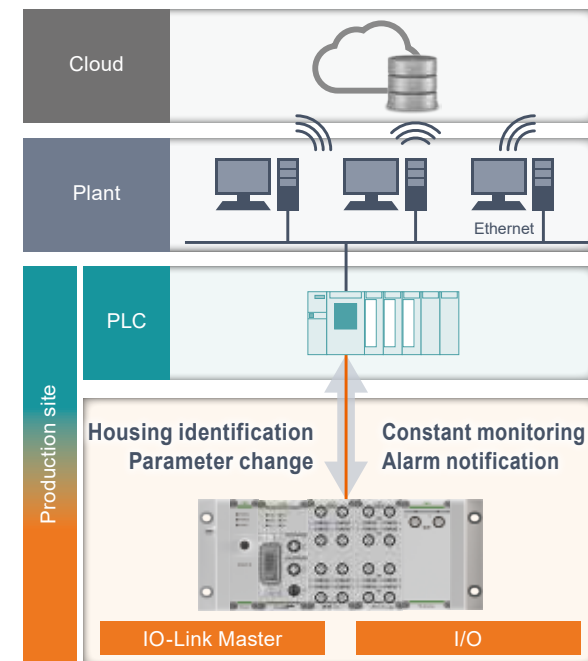 Cloud
Plant
Ethernet
Production site
PLC
Housing identification
Parameter change
Constant monitoring
Alarm notification
IO-Link Master
I/O